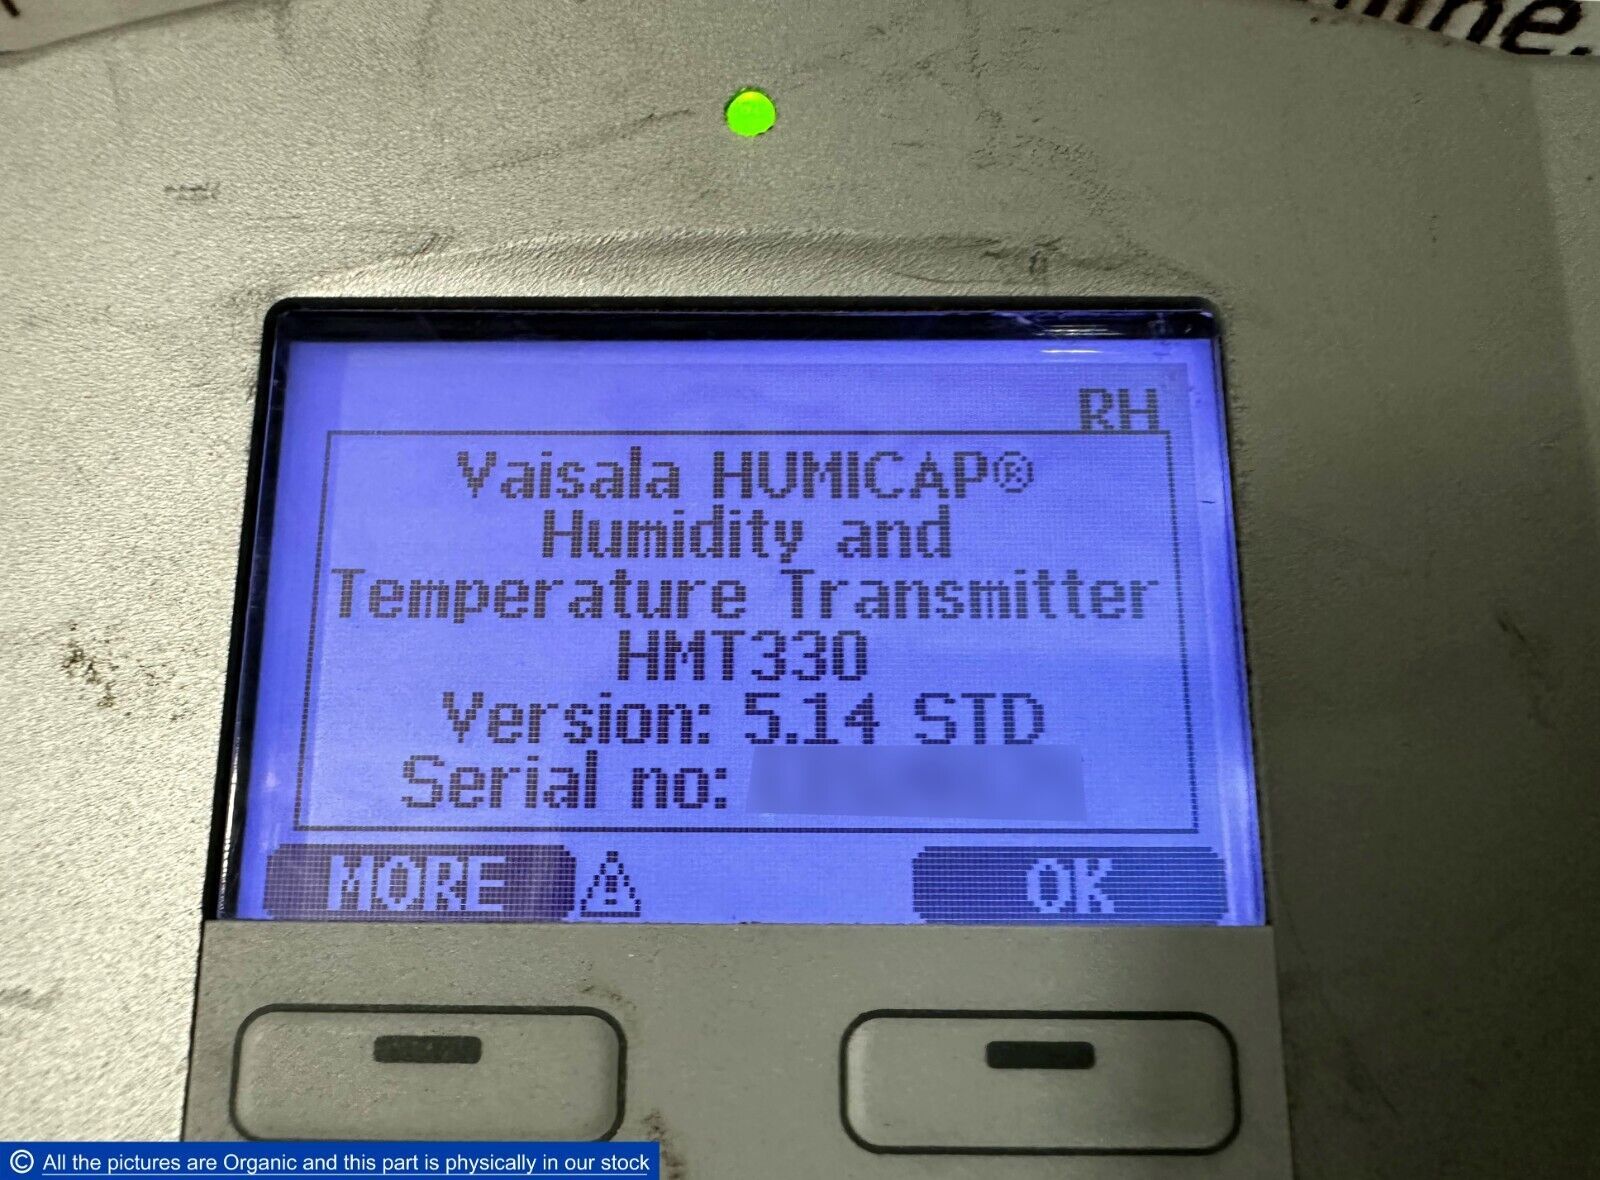 ine.
RH
Vaisala HUMICAP®
Humidity and
Temperature Transmitter
HMT330
Version: 5.14 STD
Serial no:
MORE
OK
© All the pictures are Organic and this part is physically in our stock